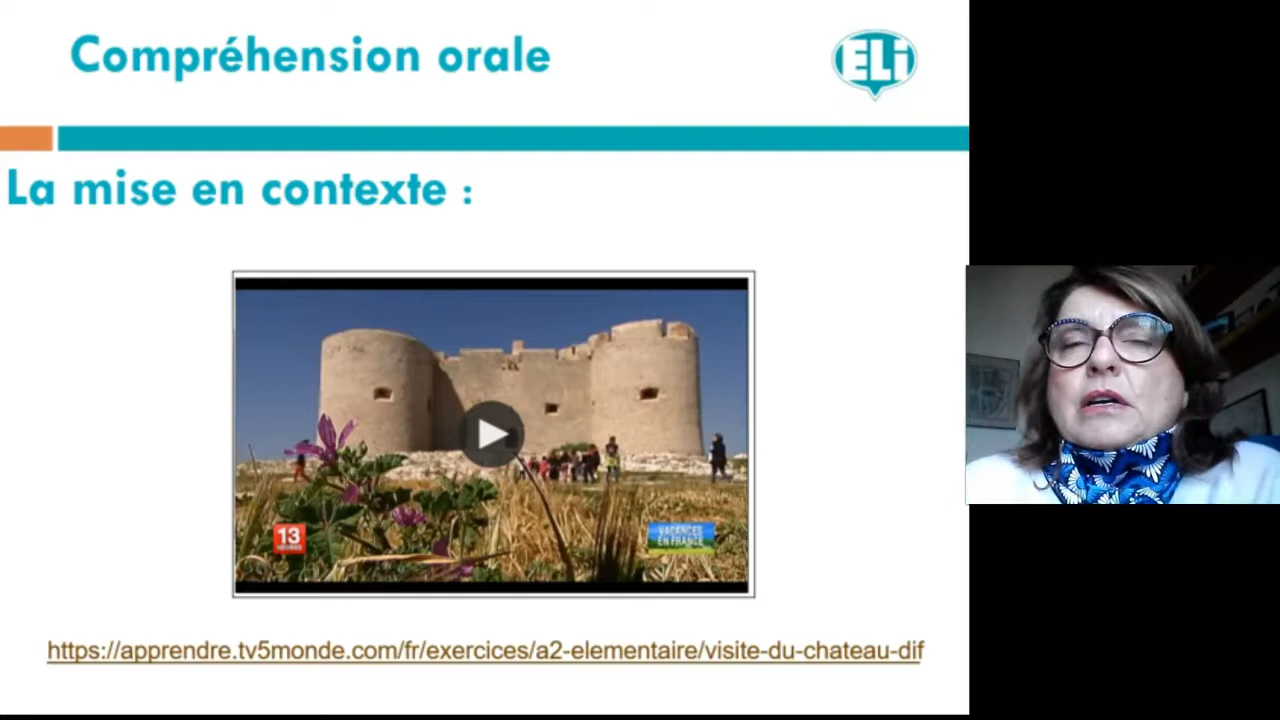 Compréhension orale
ELi
La mise en contexte :
13
HEURES
VACANCES
EN FRANCE
https://apprendre.tv5monde.com/fr/exercices/a2-elementaire/visite-du-chateau-dif